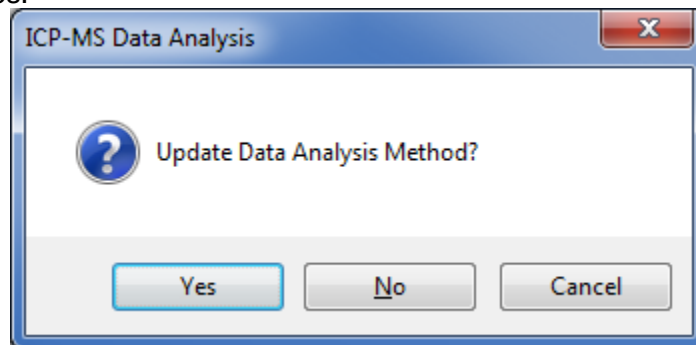 ICP-MS Data Analysis
Update Data Analysis Method?
Yes
No
Cancel